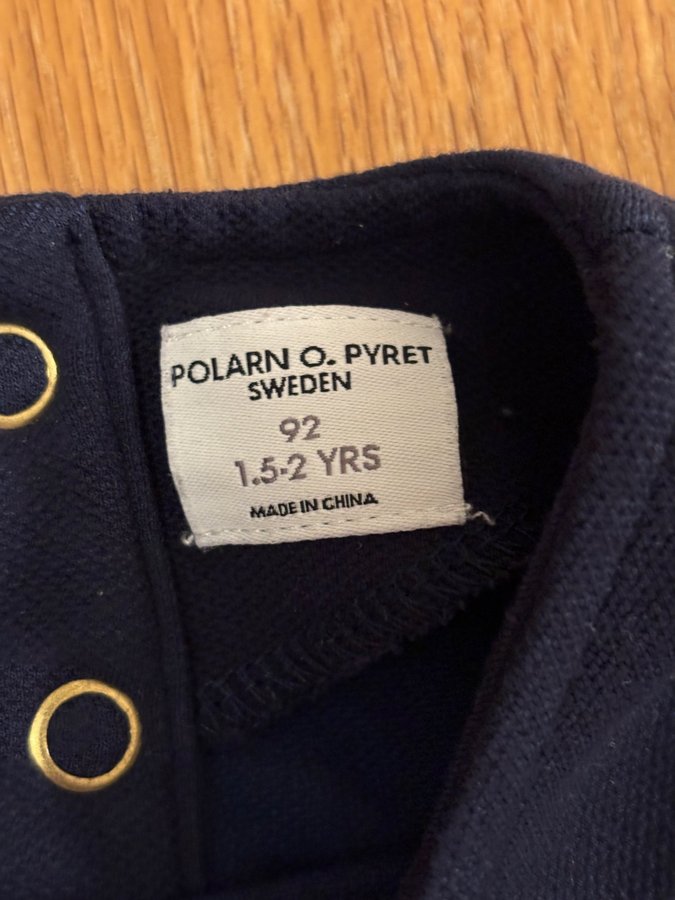 POLARN O. PYRET
SWEDEN
92
1.5-2 YRS
MADE IN CHINA